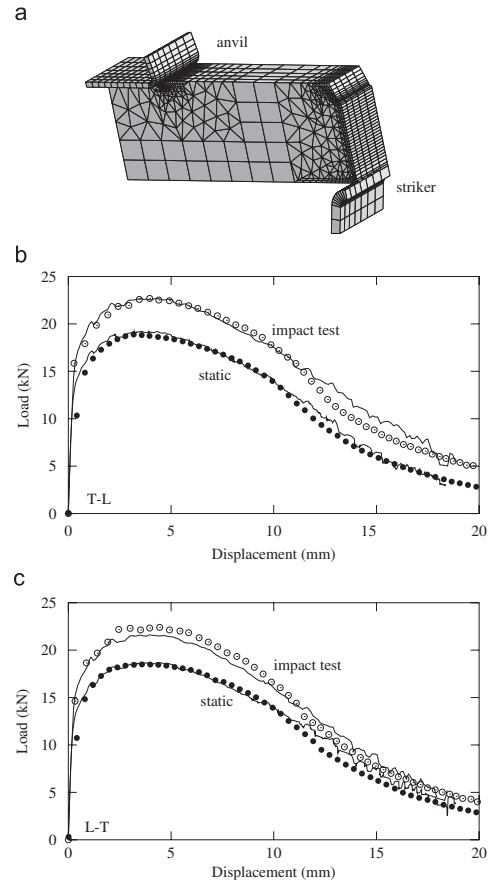 a
anvil
striker
b
25
20
15
10
5
0
Load (kN)
impact test
static
T-L
0 5 10 15 20
Displacement (mm)
c
25
20
15
10
5
0
Load (kN)
impact test
static
L-T
0 5 10 15 20
Displacement (mm)